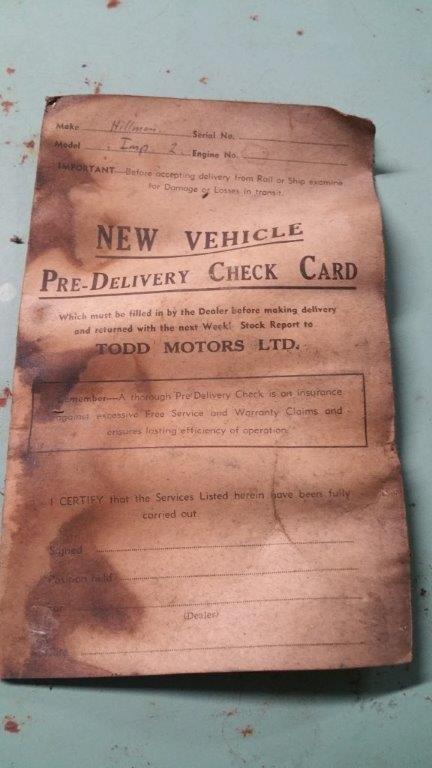 Make Hillman Serial No.
Model Imp 2 Engine No.
IMPORTANT—Before accepting delivery from Rail or Ship examine
for Damage or Losses in transit.
NEW VEHICLE
PRE-DELIVERY CHECK CARD
Which must be filled in by the Dealer before making delivery
and returned with the next Week! Stock Report to
TODD MOTORS LTD.
Remember—A thorough Pre Delivery Check is an insurance
against excessive Free Service and Warranty Claims and
ensures lasting efficiency of operation.
I CERTIFY that the Services Listed herein have been fully
carried out
Signed
Position held
For
(Dealer)